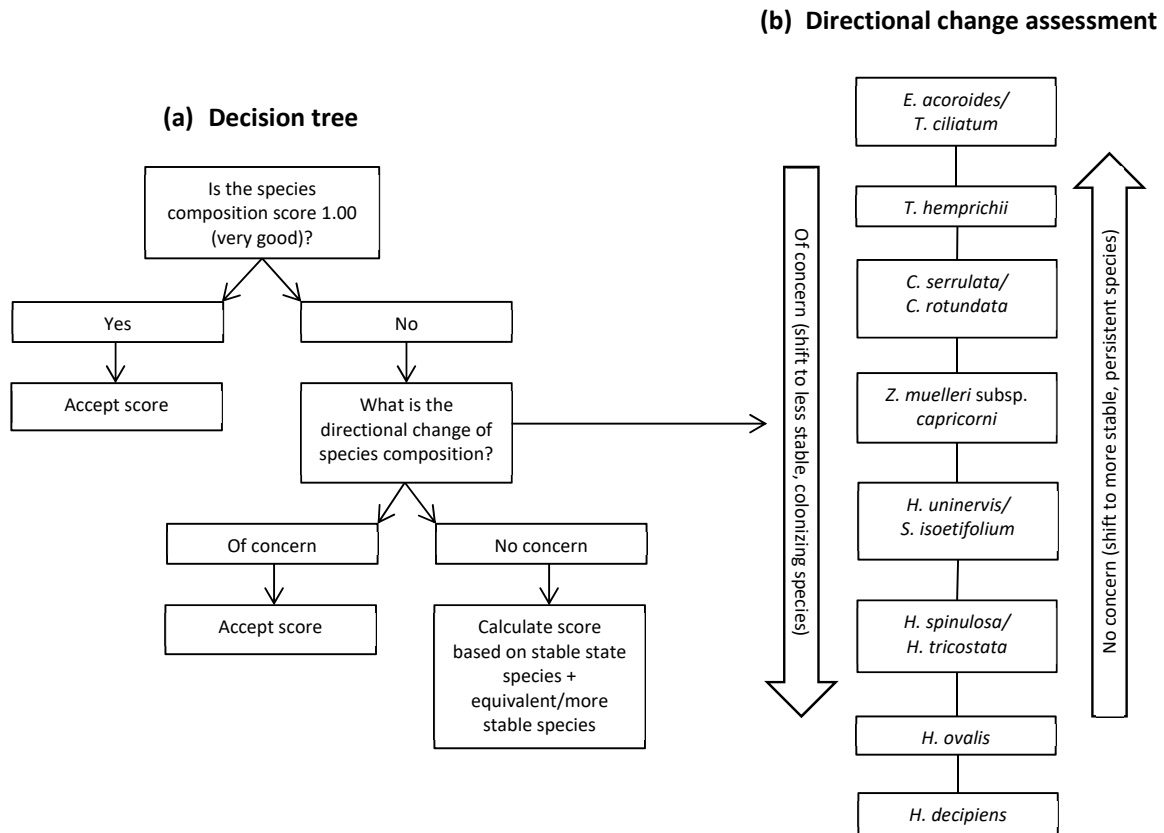 (b) Directional change assessment
(a) Decision tree
Is the species
composition score 1.00
(very good)?
Yes
No
Accept score
What is the
directional change of
species composition?
Of concern
No concern
Accept score
Calculate score
based on stable state
species +
equivalent/more
stable species
Of concern (shift to less stable, colonizing species)
E. acoroides/
T. ciliatum
T. hemprichii
C. serrulata/
C. rotundata
Z. muelleri subsp.
capricorni
H. uninervis/
S. isoetifolium
H. spinulosa/
H. tricostata
H. ovalis
H. decipiens
No concern (shift to more stable, persistent species)